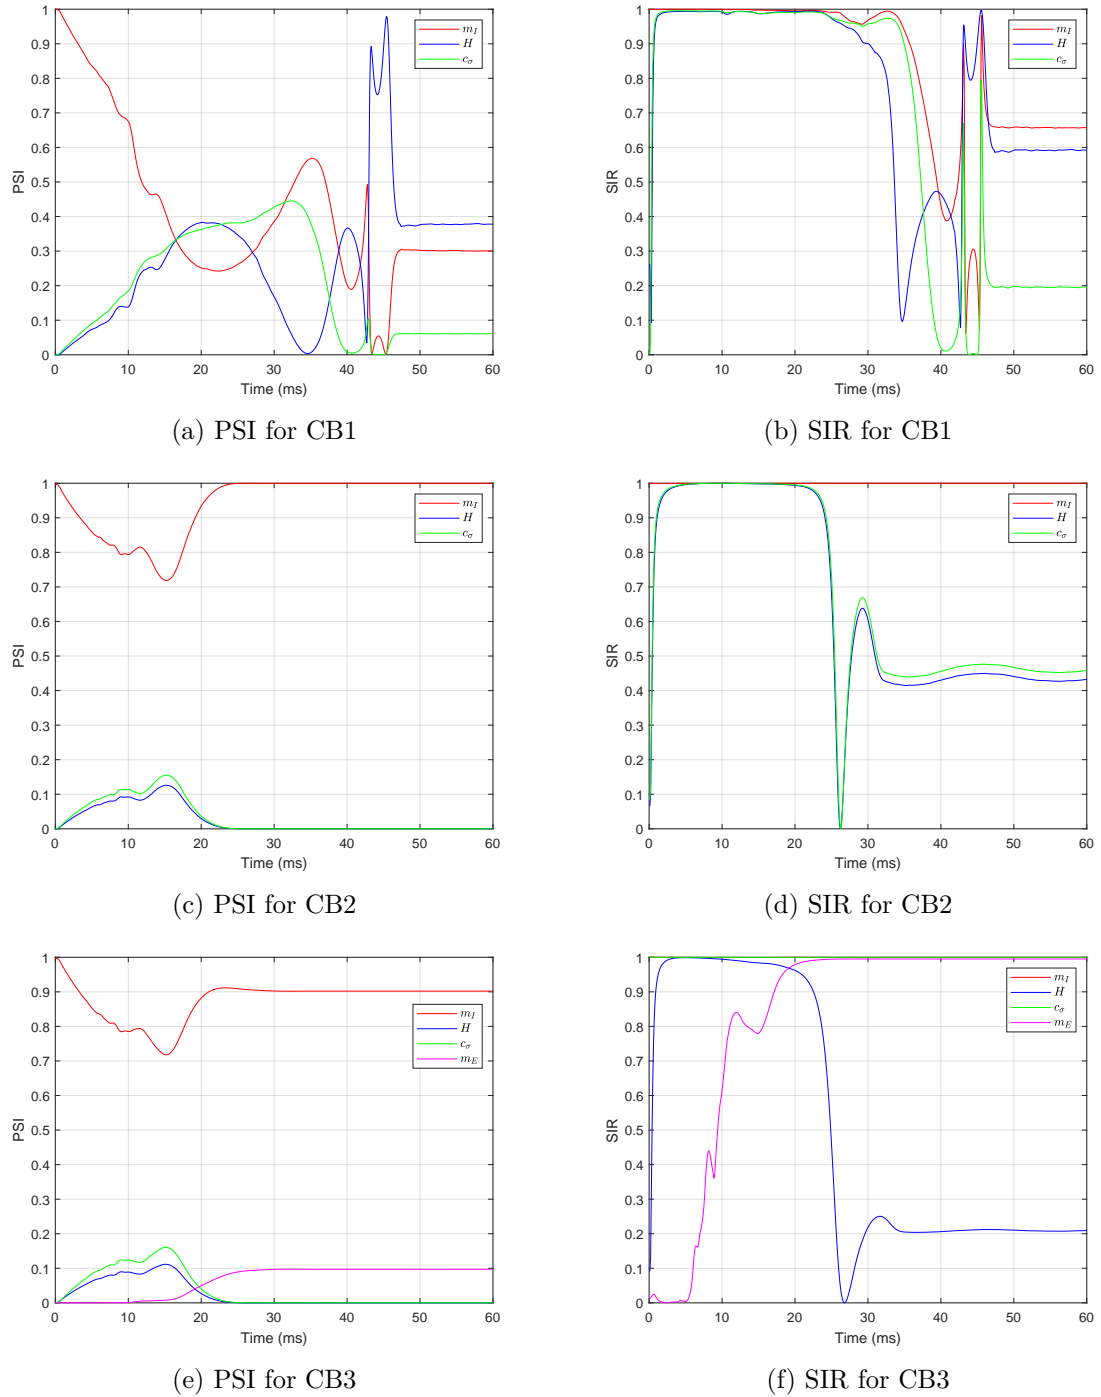 1
0.9
0.8
0.7
0.6
0.5
0.4
0.3
0.2
0.1
0
PSI
0 10 20 30 40 50 60
Time (ms)
m_I
H
c_σ
(a) PSI for CB1
1
0.9
0.8
0.7
0.6
0.5
0.4
0.3
0.2
0.1
0
SIR
0 10 20 30 40 50 60
Time (ms)
m_I
H
c_σ
(b) SIR for CB1
1
0.9
0.8
0.7
0.6
0.5
0.4
0.3
0.2
0.1
0
PSI
0 10 20 30 40 50 60
Time (ms)
m_I
H
c_σ
(c) PSI for CB2
1
0.9
0.8
0.7
0.6
0.5
0.4
0.3
0.2
0.1
0
SIR
0 10 20 30 40 50 60
Time (ms)
m_I
H
c_σ
(d) SIR for CB2
1
0.9
0.8
0.7
0.6
0.5
0.4
0.3
0.2
0.1
0
PSI
0 10 20 30 40 50 60
Time (ms)
m_I
H
c_σ
m_E
(e) PSI for CB3
1
0.9
0.8
0.7
0.6
0.5
0.4
0.3
0.2
0.1
0
SIR
0 10 20 30 40 50 60
Time (ms)
m_I
H
c_σ
m_E
(f) SIR for CB3